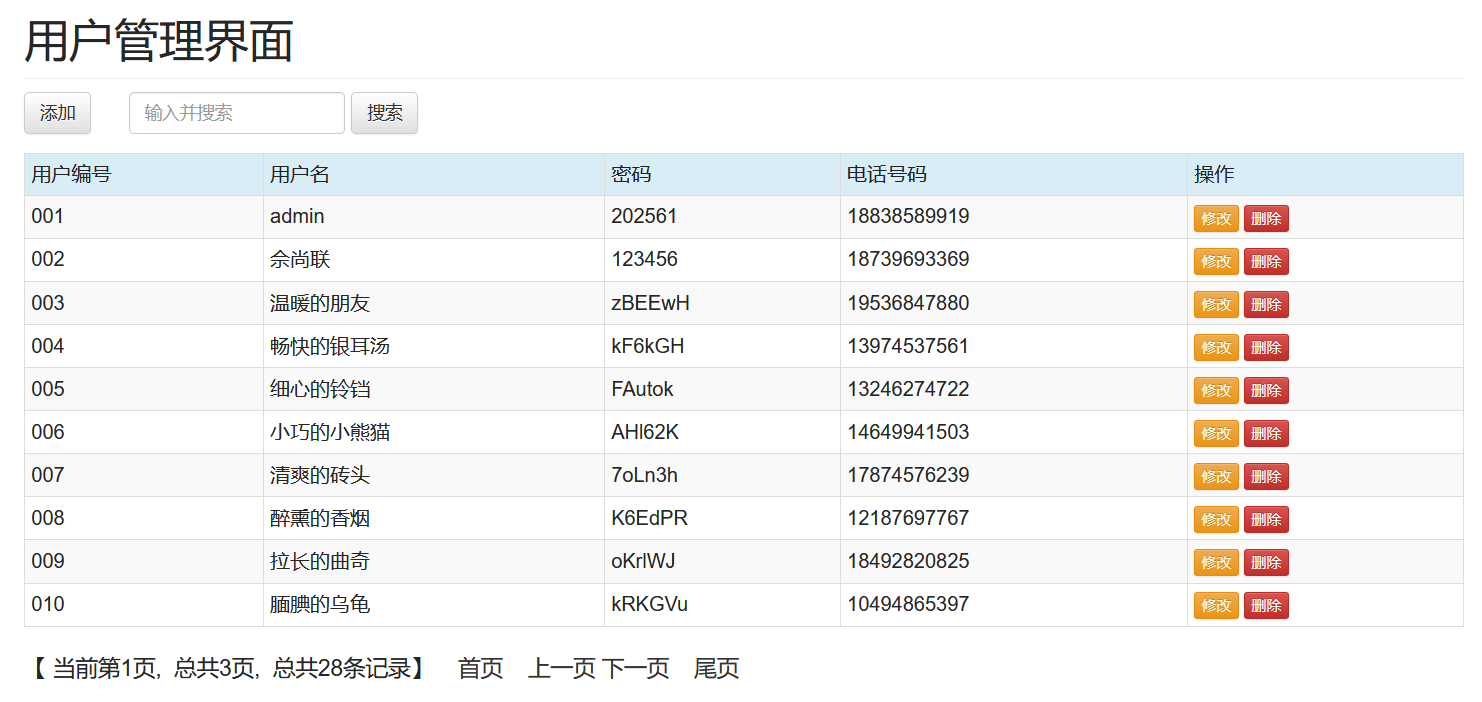 用户管理界面
添加 输入并搜索 搜索
用户编号 用户名 密码 电话号码 操作
001 admin 202561 18838589919 修改 删除
002 佘尚联 123456 18739693369 修改 删除
003 温暖的朋友 zBEEwH 19536847880 修改 删除
004 畅快的银耳汤 kF6kGH 13974537561 修改 删除
005 细心的铃铛 FAutok 13246274722 修改 删除
006 小巧的小熊猫 AHl62K 14649941503 修改 删除
007 清爽的砖头 7oLn3h 17874576239 修改 删除
008 醉熏的香烟 K6EdPR 12187697767 修改 删除
009 拉长的曲奇 oKrlWJ 18492820825 修改 删除
010 腼腆的乌龟 kRKGVu 10494865397 修改 删除
【 当前第1页, 总共3页, 总共28条记录】 首页 上一页 下一页 尾页